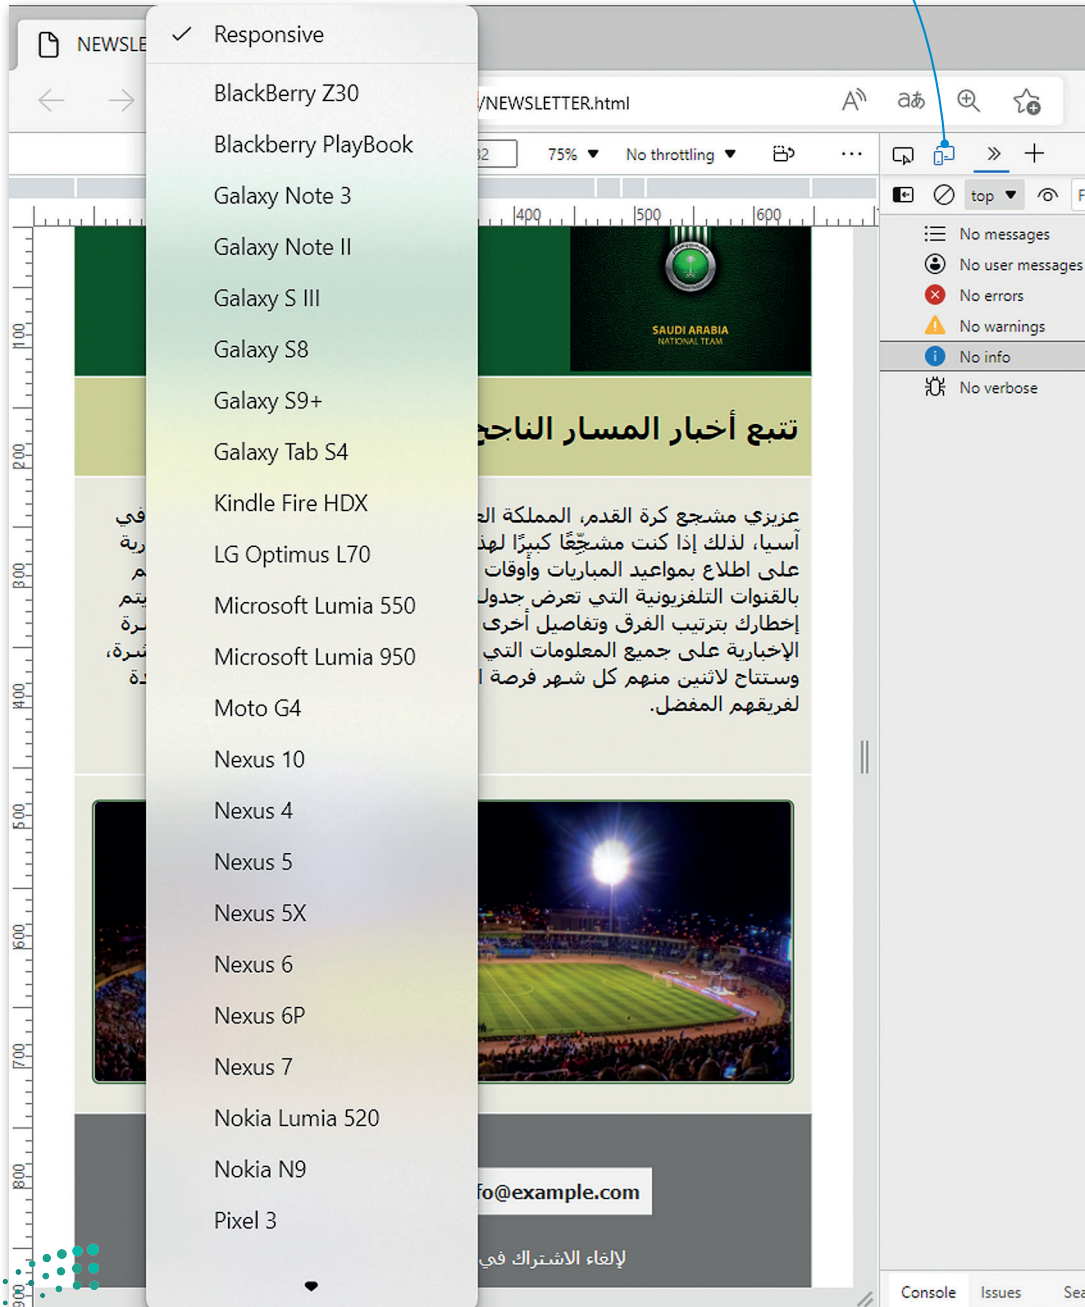 NEWSLE
/NEWSLETTER.html
75% ▼ No throttling ▼
400 500 600
Responsive
BlackBerry Z30
Blackberry PlayBook
Galaxy Note 3
Galaxy Note II
Galaxy S III
Galaxy S8
Galaxy S9+
Galaxy Tab S4
Kindle Fire HDX
LG Optimus L70
Microsoft Lumia 550
Microsoft Lumia 950
Moto G4
Nexus 10
Nexus 4
Nexus 5
Nexus 5X
Nexus 6
Nexus 6P
Nexus 7
Nokia Lumia 520
Nokia N9
Pixel 3
100
200
300
400
500
600
700
800
900
SAUDI ARABIA
NATIONAL TEAM
تتبع أخبار المسار الناجح
عزيزي مشجع كرة القدم، المملكة في
آسيا، لذلك إذا كنت مشجّعًا كبيرًا
على اطلاع بمواعيد المباريات وأوقات
بالقنوات التلفزيونية التي تعرض يتم
إخطارك بترتيب الفرق وتفاصيل أخرى
الإخبارية على جميع المعلومات التي
وستتاح لاثنين منهم كل شهر فرصة
لفريقهم المفضل.
fo@example.com
لإلغاء الاشتراك في
top ▼
No messages
No user messages
No errors
No warnings
No info
No verbose
Console Issues Sea